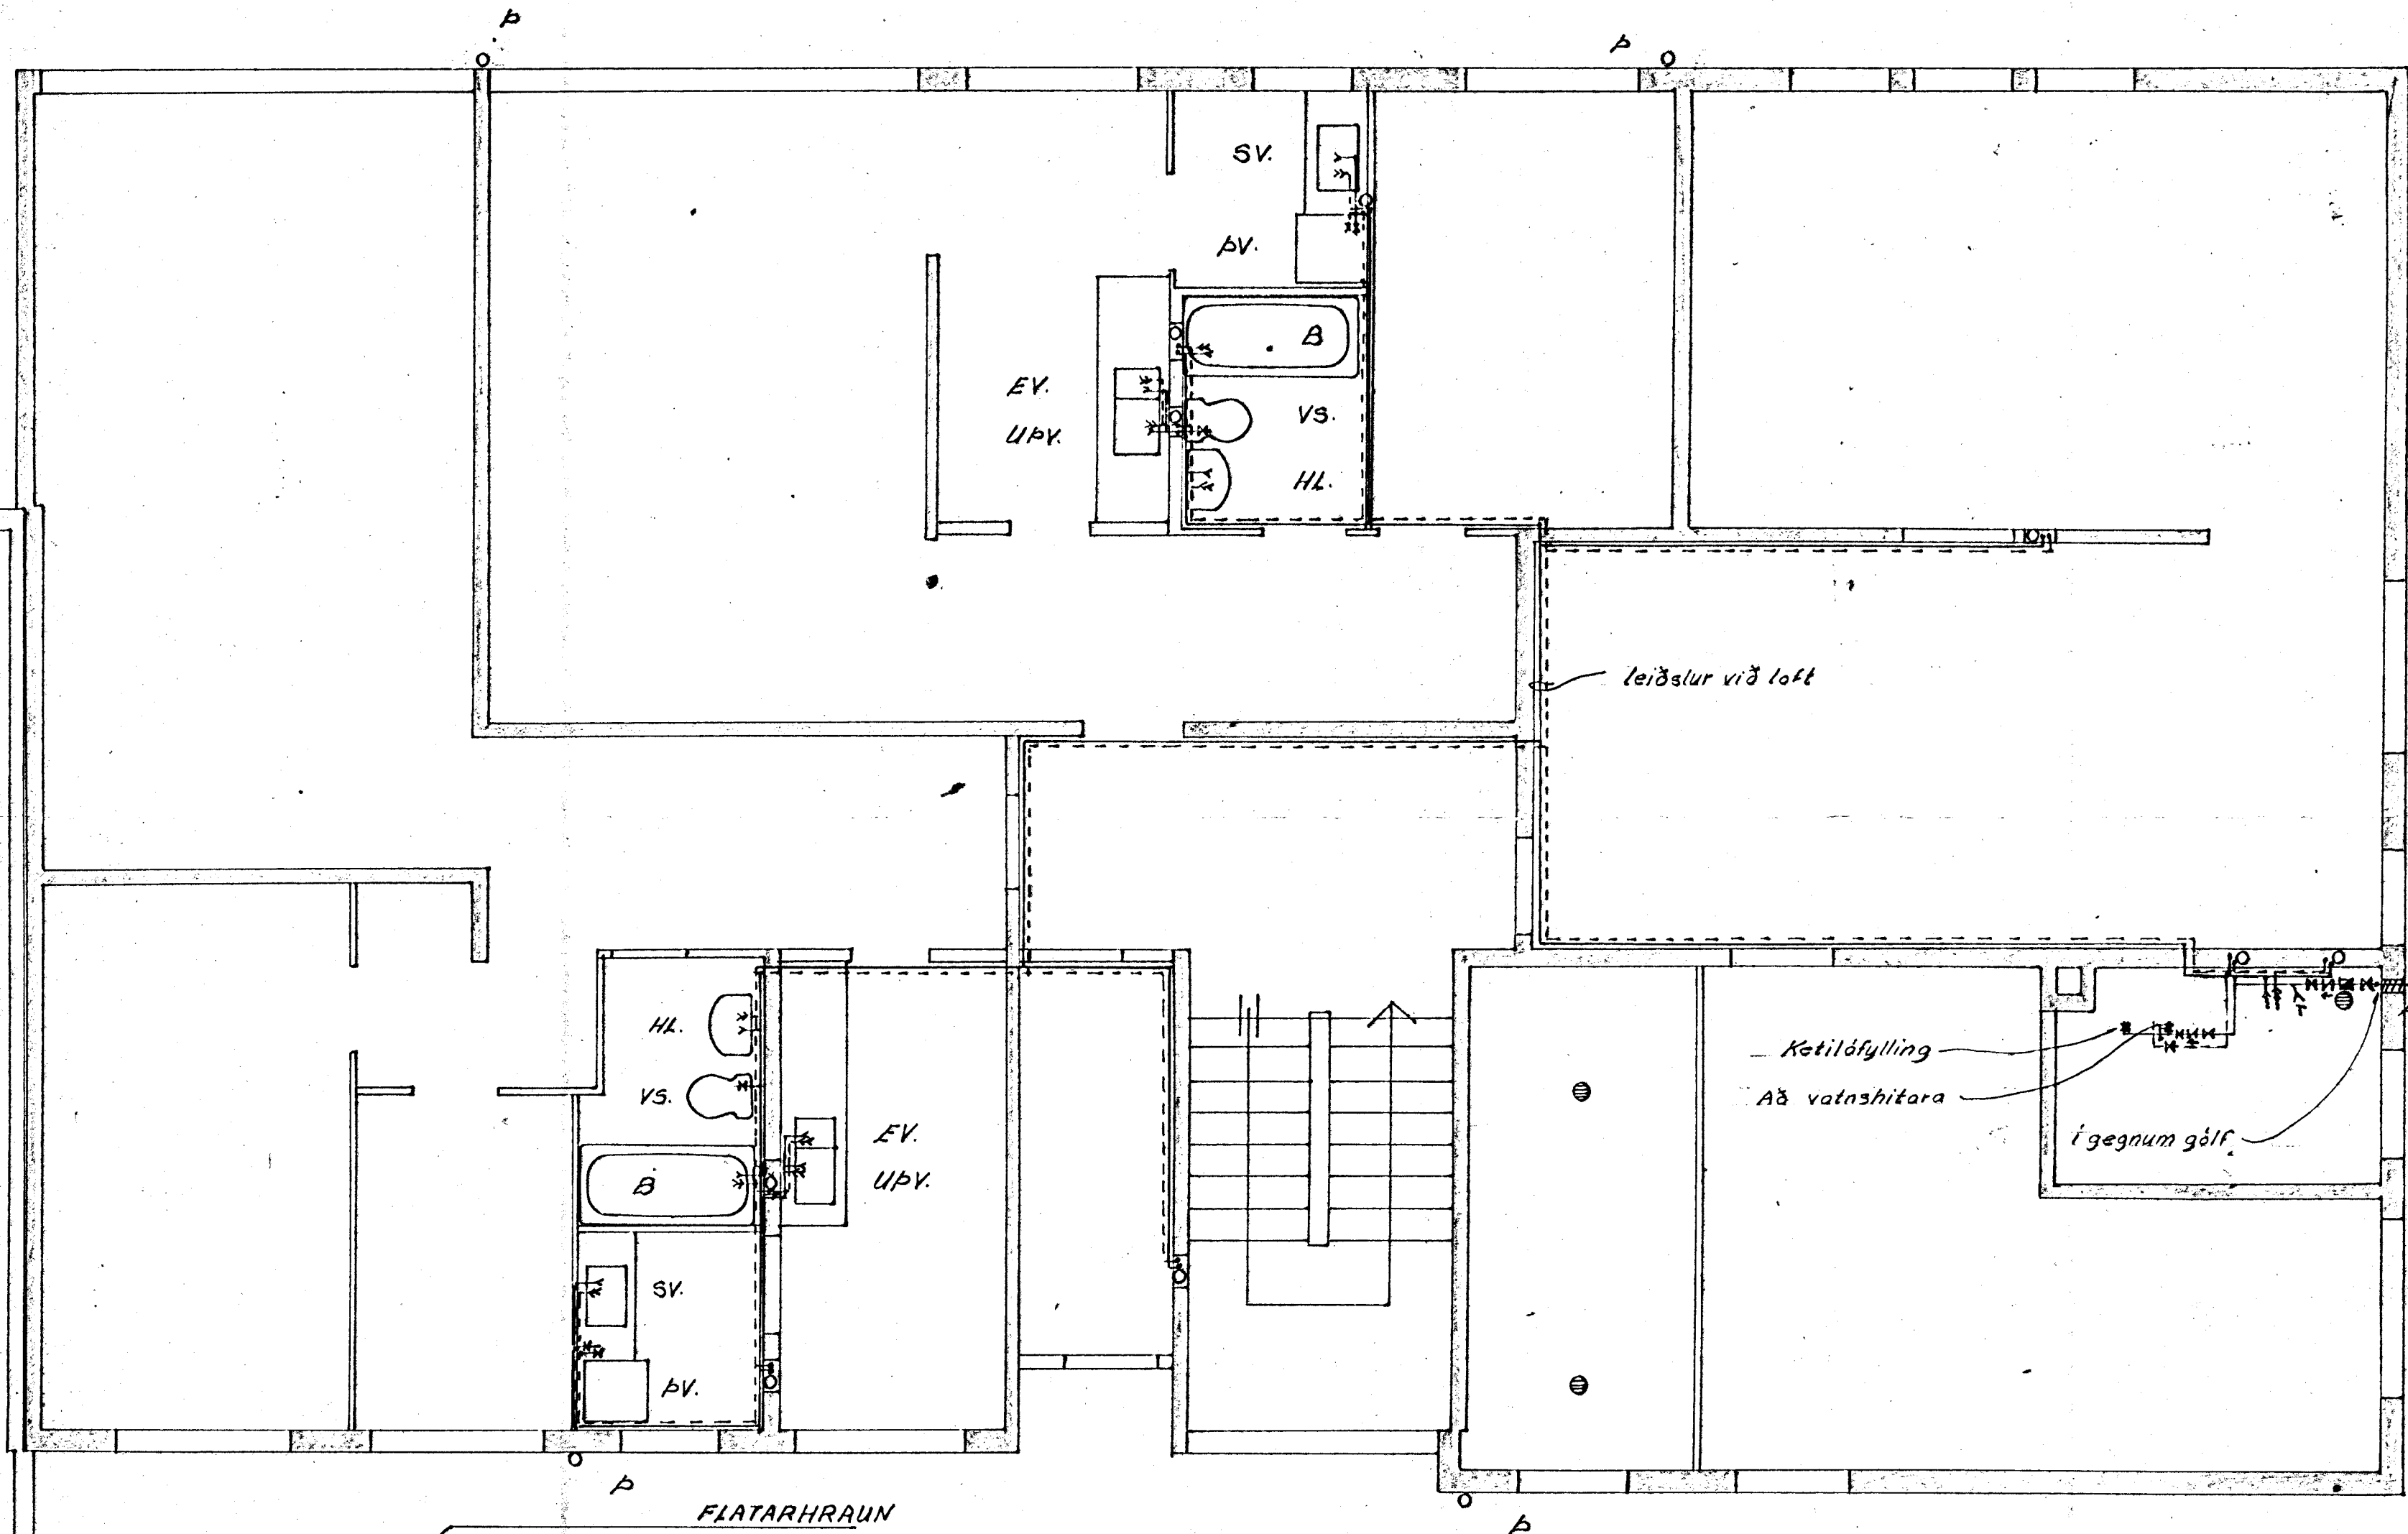 Þ
Þ
SV.
ÞV.
B
EV.
VS.
UÞV.
HL.
leiðslur við loft
HL.
Ketilófylling
VS.
Að vatnshitara
EV.
í gegnum gólf
B
UÞV.
SV.
ÞV.
Þ
FLATARHRAUN
Þ